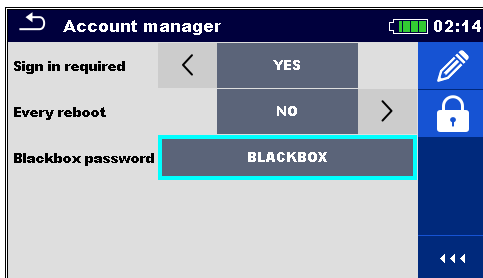 Account manager 02:14
Sign in required YES
Every reboot NO
Blackbox password BLACKBOX